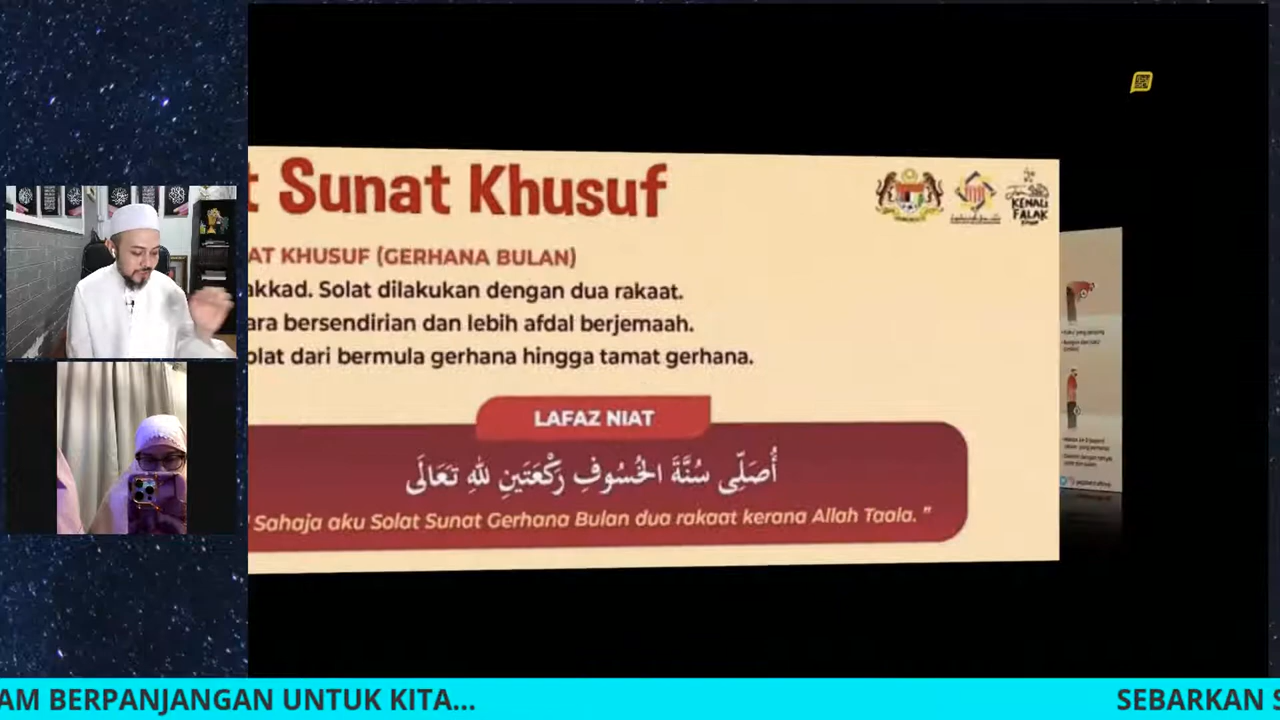 t Sunat Khusuf
KENALI
FALAK
AT KHUSUF (GERHANA BULAN)
akkad. Solat dilakukan dengan dua rakaat.
ara bersendirian dan lebih afdal berjemaah.
olat dari bermula gerhana hingga tamat gerhana.
LAFAZ NIAT
أُصَلِّى سُنَّةَ الْخُسُوفِ رَكْعَتَينِ لِلّٰهِ تَعَالَى
Sahaja aku Solat Sunat Gerhana Bulan dua rakaat kerana Allah Taala. ”
AM BERPANJANGAN UNTUK KITA...
SEBARKAN S